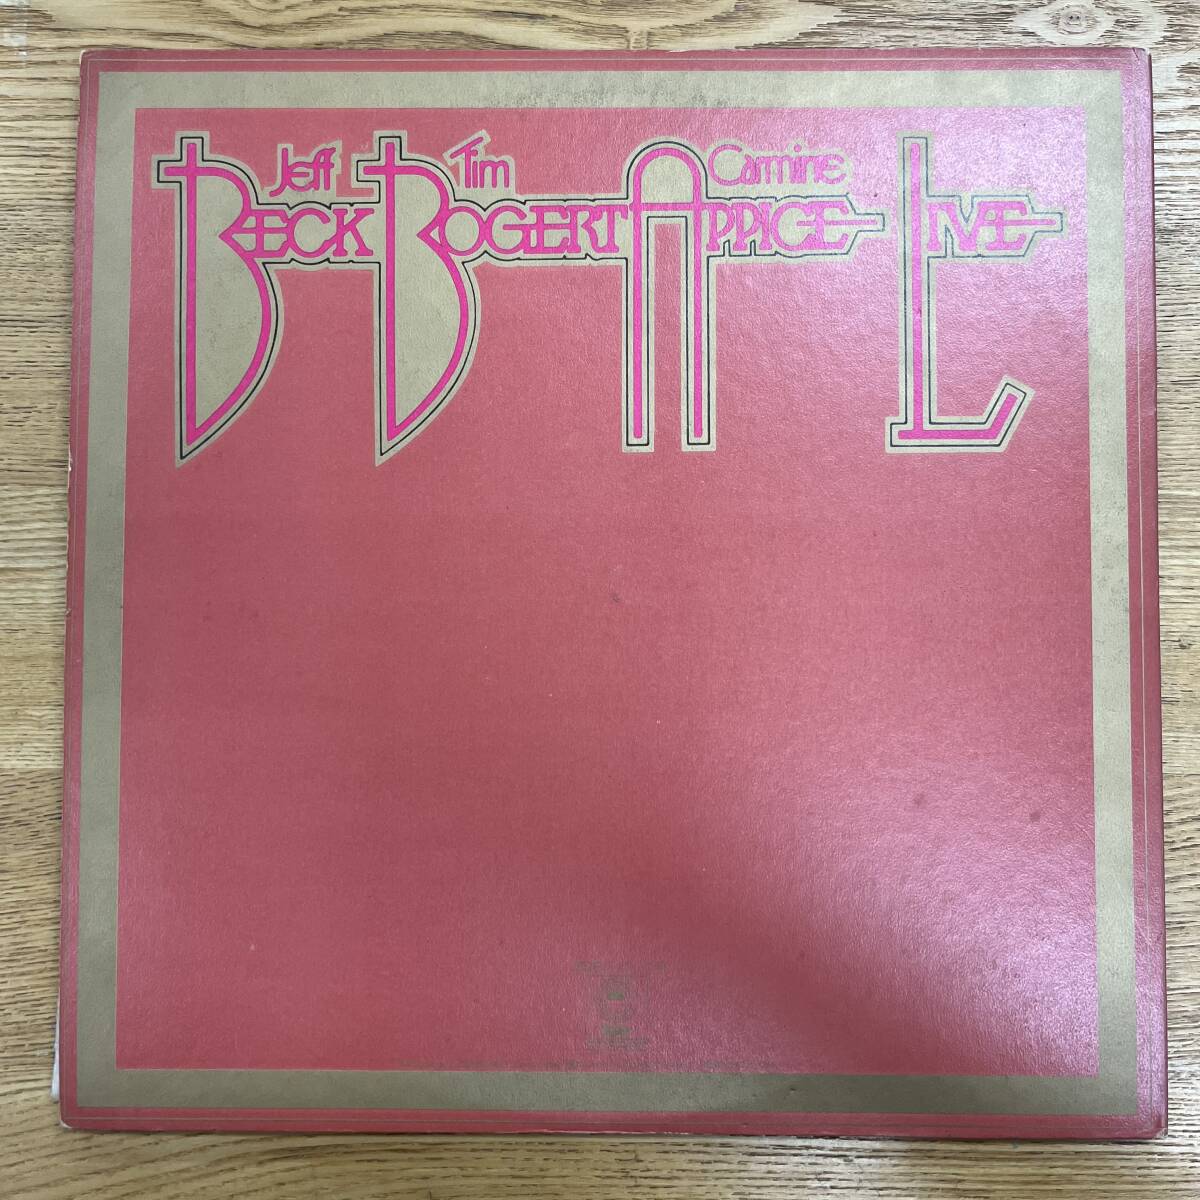 Jeff Tim Carmine
BECK BOGERT APPICE LIVE